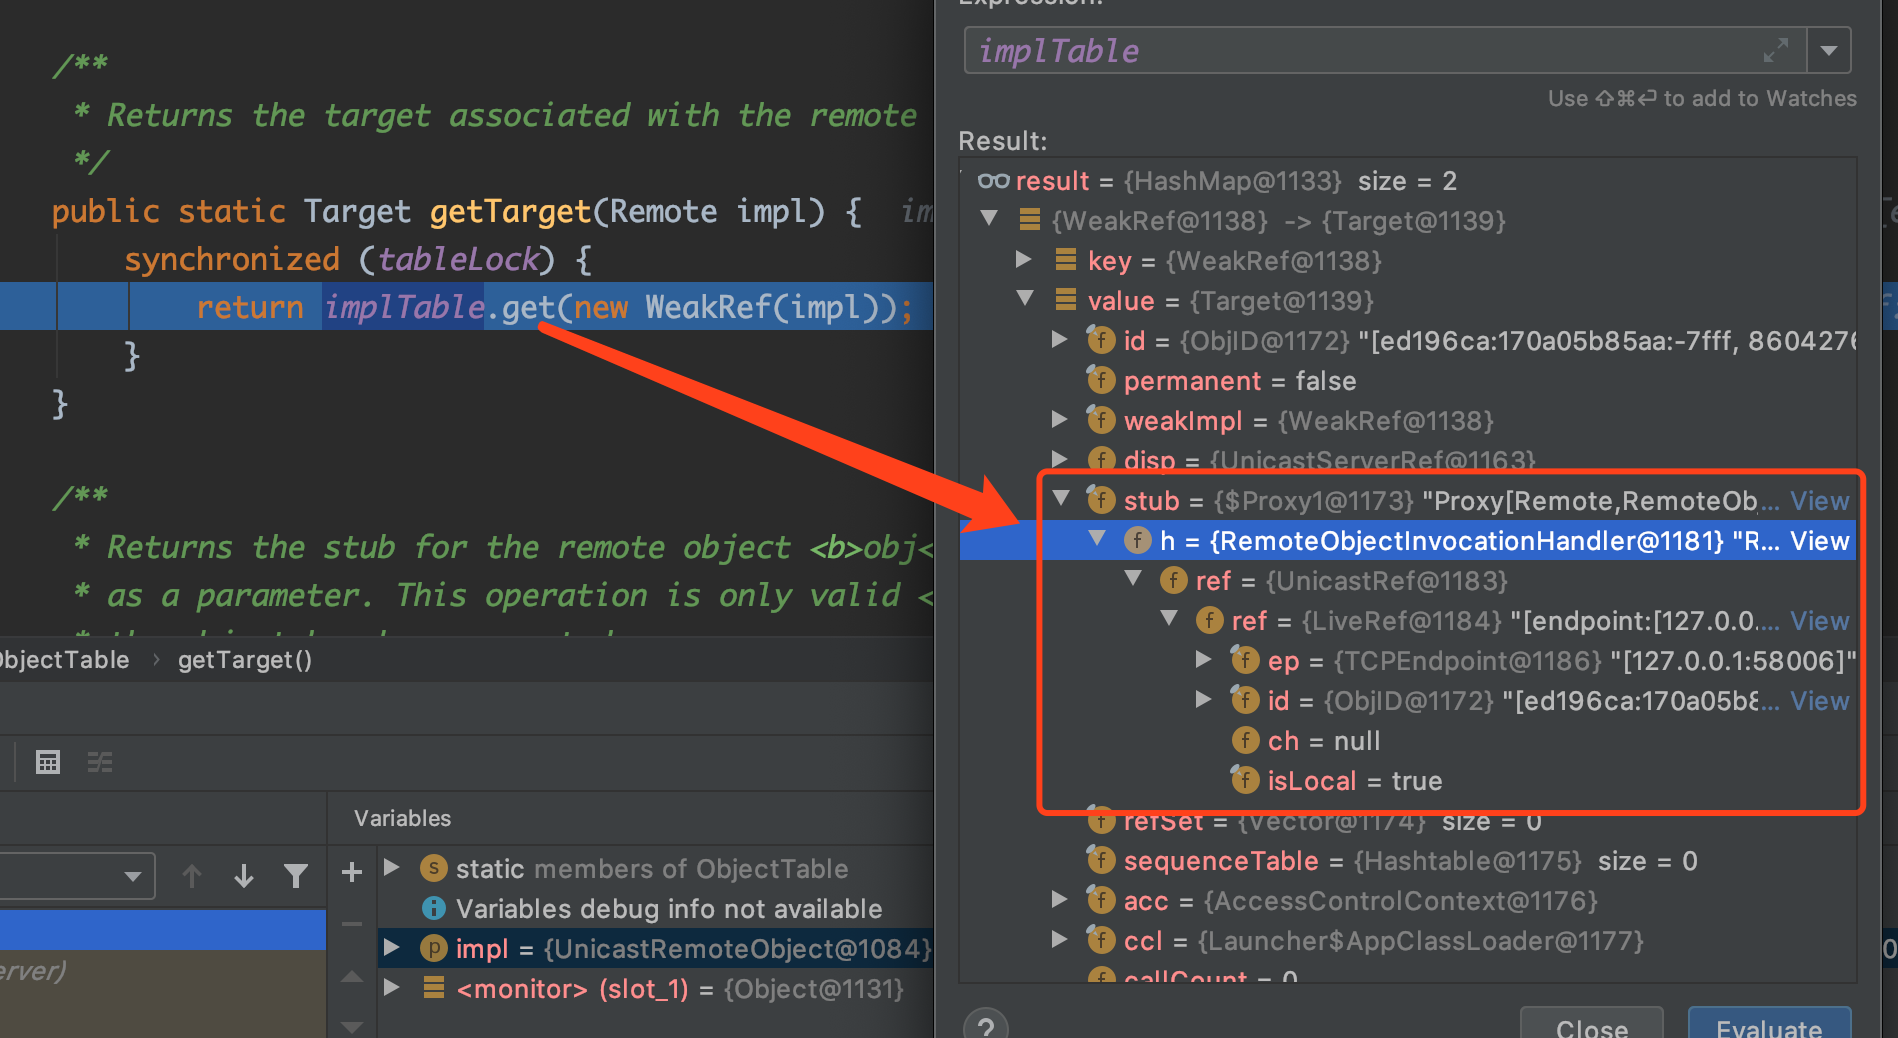 /**
* Returns the target associated with the remote
*/
public static Target getTarget(Remote impl) {
synchronized (tableLock) {
return implTable.get(new WeakRef(impl));
}
}
/**
* Returns the stub for the remote object <b>obj<
* as a parameter. This operation is only valid <
ObjectTable › getTarget()
Variables
static members of ObjectTable
Variables debug info not available
impl = {UnicastRemoteObject@1084}
<monitor> (slot_1) = {Object@1131}
erver)
Expression:
implTable
Use ⇧⌘⏎ to add to Watches
Result:
result = {HashMap@1133} size = 2
{WeakRef@1138} -> {Target@1139}
key = {WeakRef@1138}
value = {Target@1139}
id = {ObjID@1172} "[ed196ca:170a05b85aa:-7fff, 8604276
permanent = false
weakImpl = {WeakRef@1138}
disp = {UnicastServerRef@1163}
stub = {$Proxy1@1173} "Proxy[Remote,RemoteOb... View
h = {RemoteObjectInvocationHandler@1181} "R... View
ref = {UnicastRef@1183}
ref = {LiveRef@1184} "[endpoint:[127.0.0.... View
ep = {TCPEndpoint@1186} "[127.0.0.1:58006]"
id = {ObjID@1172} "[ed196ca:170a05b8... View
ch = null
isLocal = true
refSet = {Vector@1174} size = 0
sequenceTable = {Hashtable@1175} size = 0
acc = {AccessControlContext@1176}
ccl = {Launcher$AppClassLoader@1177}
callCount = 0
?
Close
Evaluate